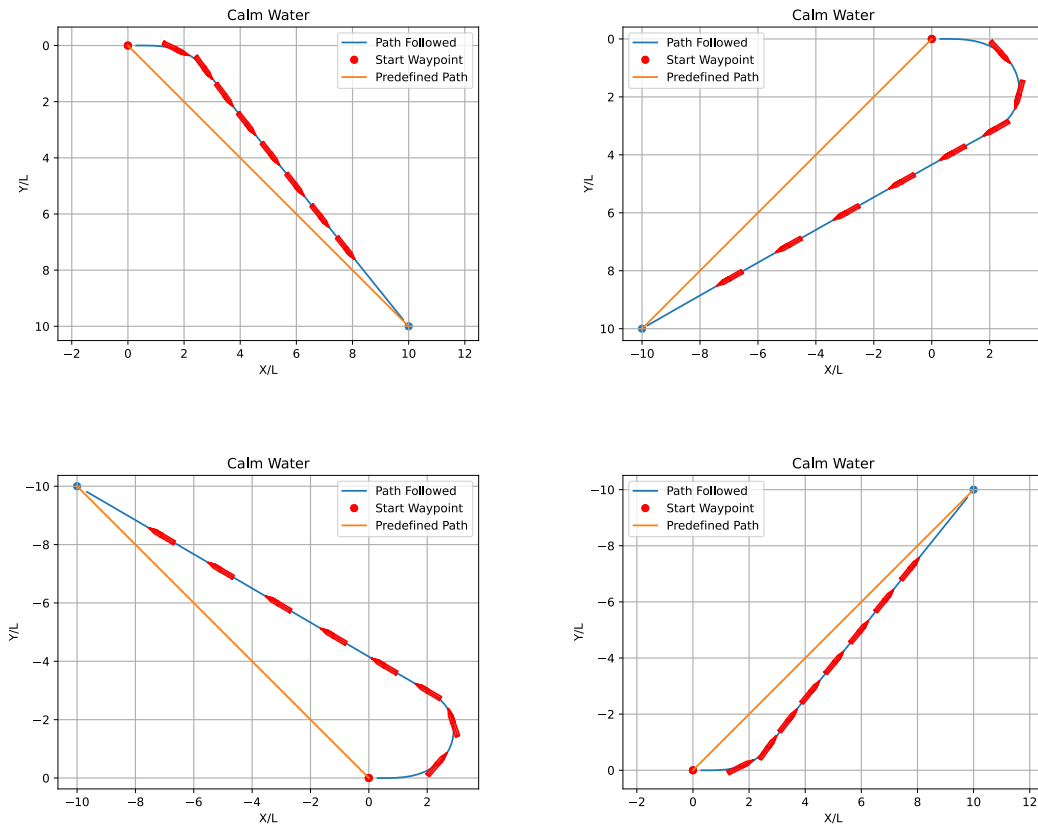 Calm Water
Path Followed
Start Waypoint
Predefined Path
0
2
4
6
8
10
Y/L
−2 0 2 4 6 8 10 12
X/L
Calm Water
Path Followed
Start Waypoint
Predefined Path
0
2
4
6
8
10
Y/L
−10 −8 −6 −4 −2 0 2
X/L
Calm Water
Path Followed
Start Waypoint
Predefined Path
−10
−8
−6
−4
−2
0
Y/L
−10 −8 −6 −4 −2 0 2
X/L
Calm Water
Path Followed
Start Waypoint
Predefined Path
−10
−8
−6
−4
−2
0
Y/L
−2 0 2 4 6 8 10 12
X/L